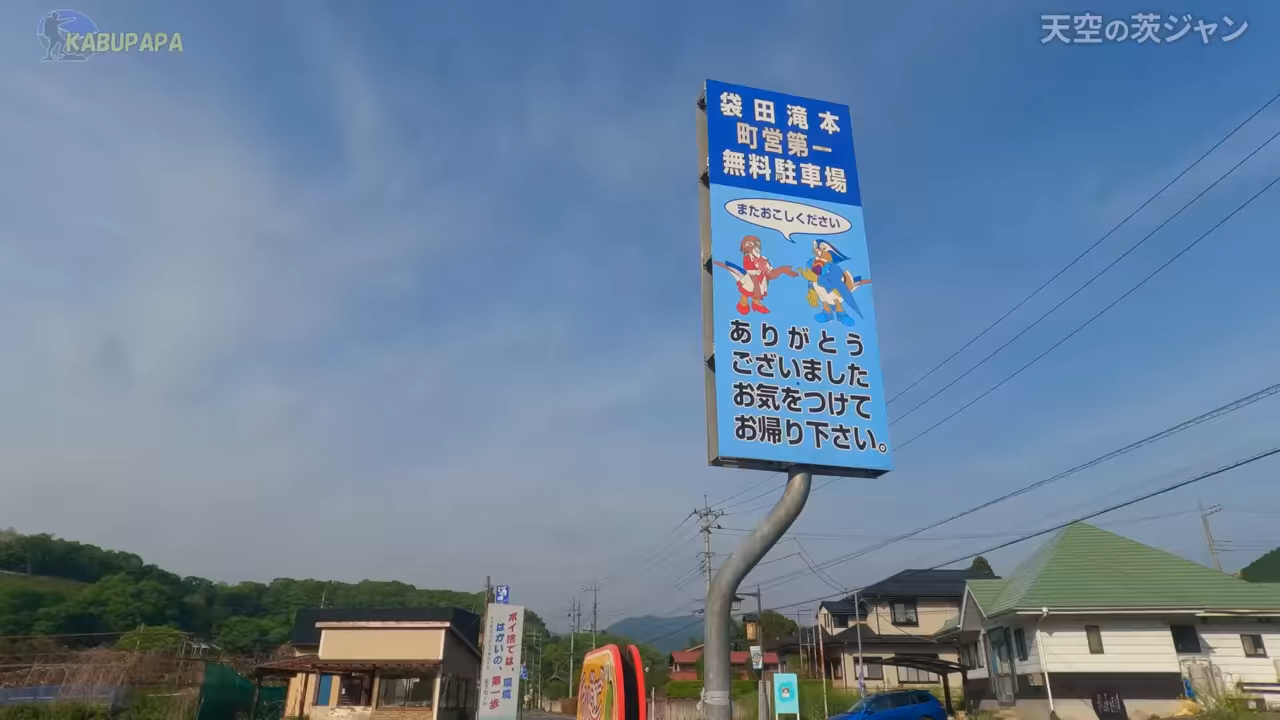 KABUPAPA
天空の茨ジャン
袋田滝本
町営第一
無料駐車場
またおこしください
ありがとう
ございました
お気をつけて
お帰り下さい。
ポイ捨ては、環境
はかいの、第一歩